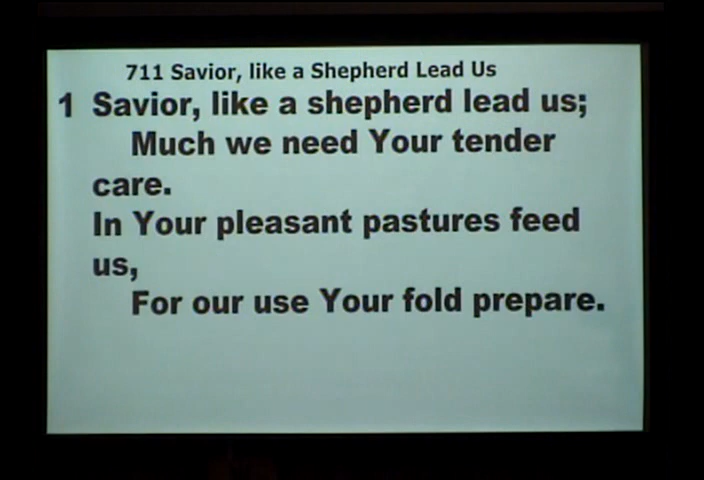 711 Savior, like a Shepherd Lead Us
1 Savior, like a shepherd lead us;
Much we need Your tender
care.
In Your pleasant pastures feed
us,
For our use Your fold prepare.